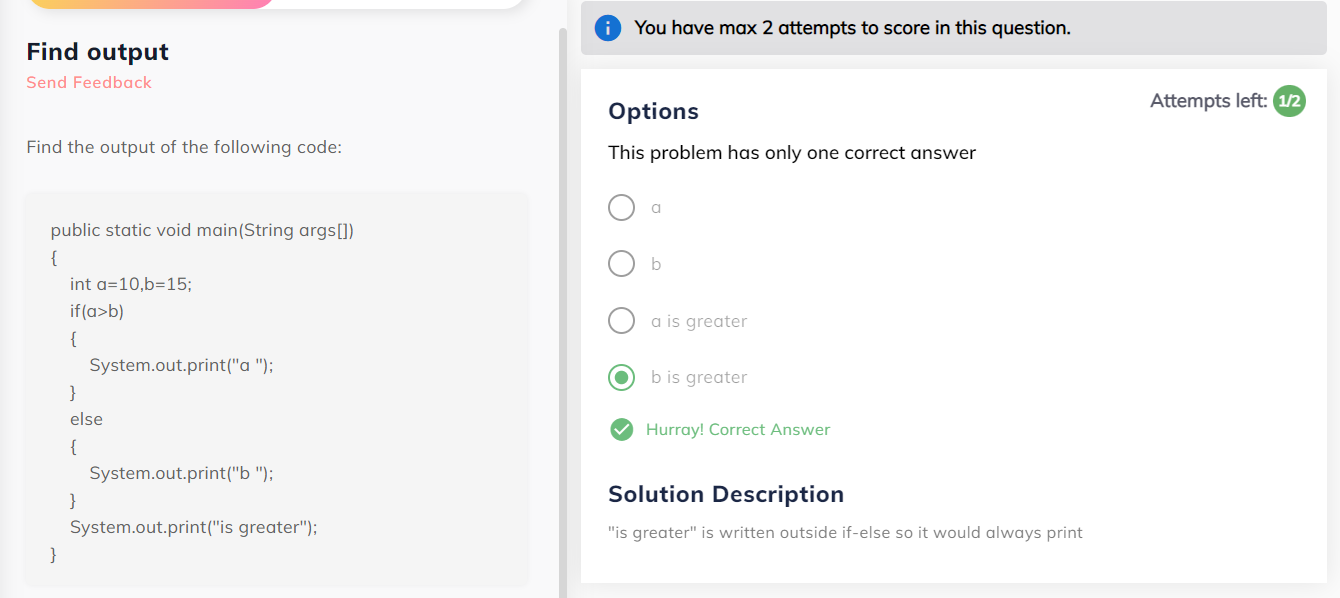 Find output
Send Feedback
Find the output of the following code:
public static void main(String args[])
{
int a=10,b=15;
if(a>b)
{
System.out.print("a ");
}
else
{
System.out.print("b ");
}
System.out.print("is greater");
}
You have max 2 attempts to score in this question.
Options
Attempts left: 1/2
This problem has only one correct answer
a
b
a is greater
b is greater
Hurray! Correct Answer
Solution Description
"is greater" is written outside if-else so it would always print